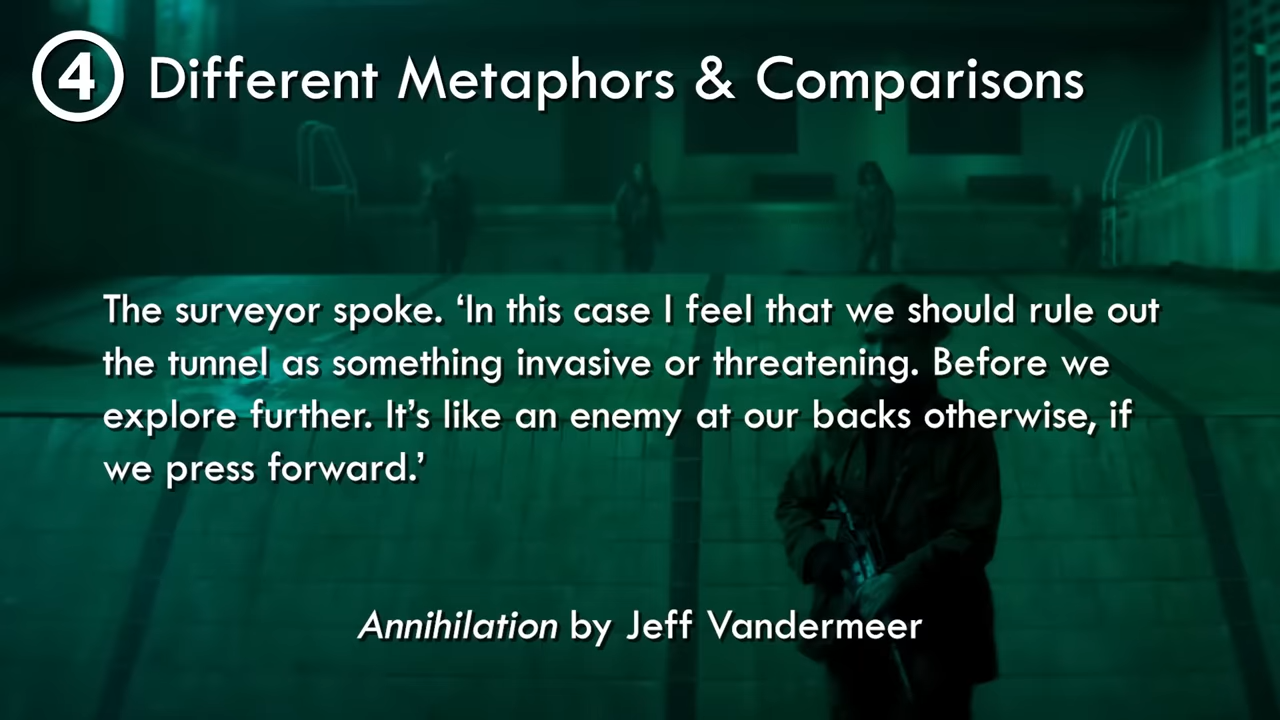 4 Different Metaphors & Comparisons
The surveyor spoke. ‘In this case I feel that we should rule out
the tunnel as something invasive or threatening. Before we
explore further. It’s like an enemy at our backs otherwise, if
we press forward.’
Annihilation by Jeff Vandermeer